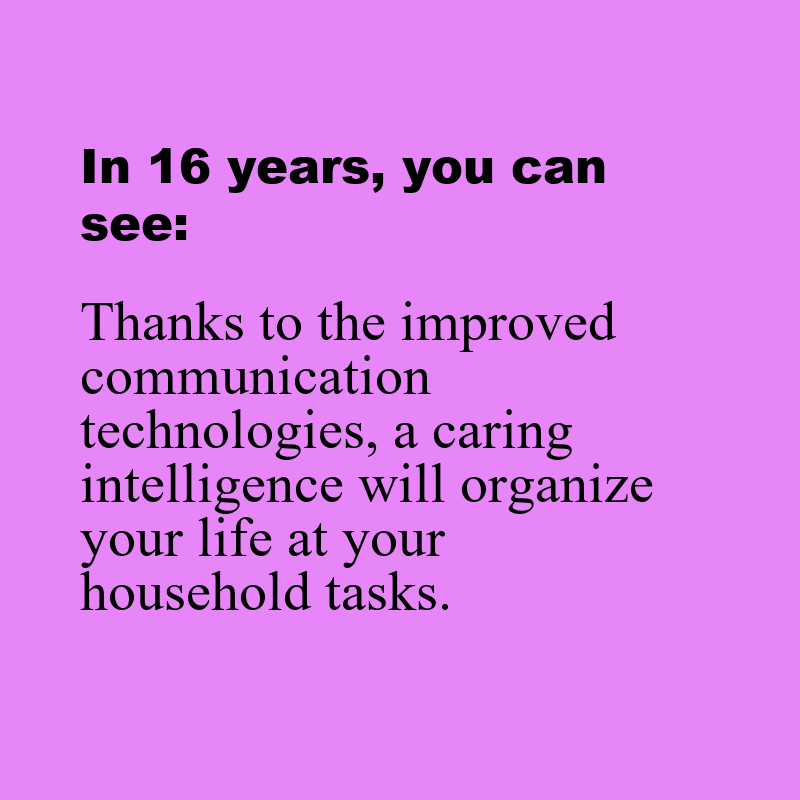 In 16 years, you can
see:
Thanks to the improved
communication
technologies, a caring
intelligence will organize
your life at your
household tasks.